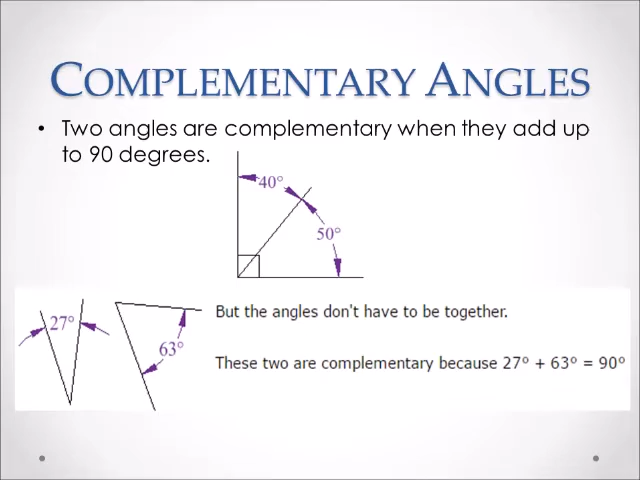 COMPLEMENTARY ANGLES
• Two angles are complementary when they add up
to 90 degrees.
40°
50°
27°
63°
But the angles don't have to be together.
These two are complementary because 27° + 63° = 90°